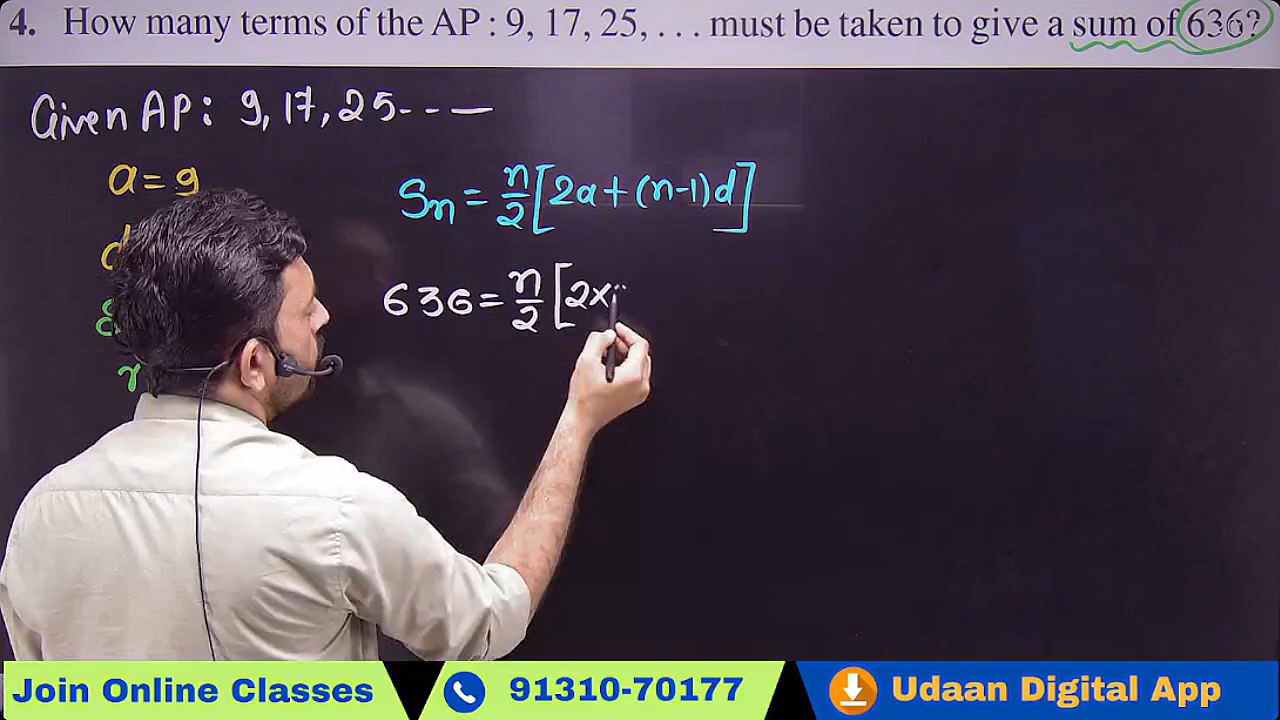 4. How many terms of the AP : 9, 17, 25, . . . must be taken to give a sum of 636?
Given AP: 9, 17, 25 - - —
a = 9
Sn = n/2 [2a + (n-1)d]
d
636 = n/2 [2×
Join Online Classes
91310-70177
Udaan Digital App